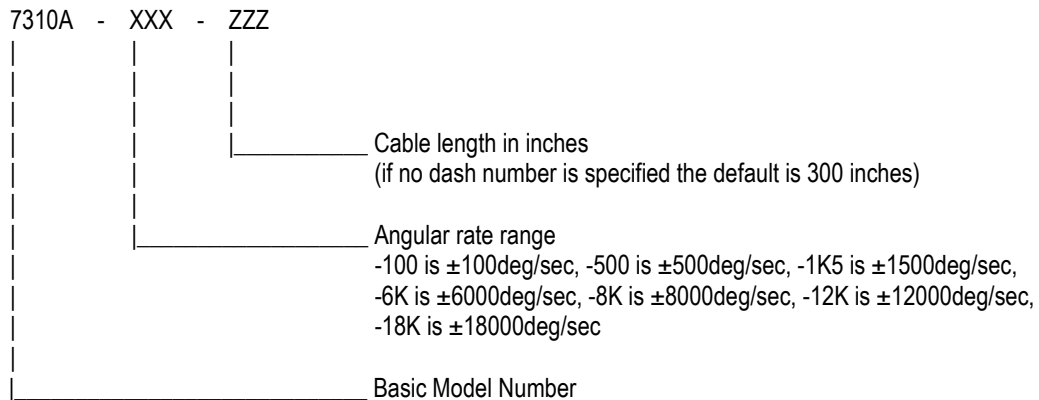 7310A - XXX - ZZZ
Cable length in inches
(if no dash number is specified the default is 300 inches)
Angular rate range
-100 is ±100deg/sec, -500 is ±500deg/sec, -1K5 is ±1500deg/sec,
-6K is ±6000deg/sec, -8K is ±8000deg/sec, -12K is ±12000deg/sec,
-18K is ±18000deg/sec
Basic Model Number